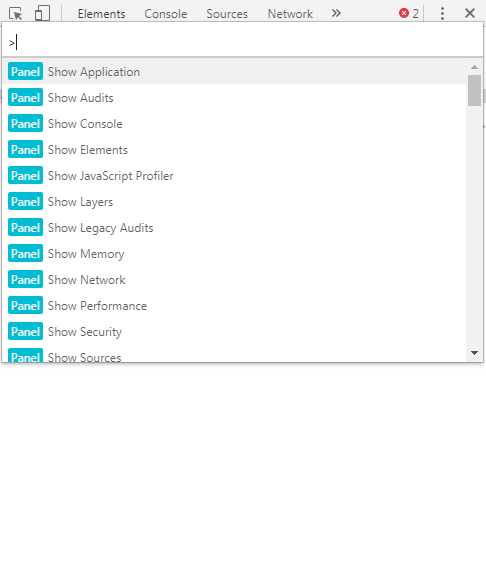 Elements Console Sources Network » 2
>
Panel Show Application
Panel Show Audits
Panel Show Console
Panel Show Elements
Panel Show JavaScript Profiler
Panel Show Layers
Panel Show Legacy Audits
Panel Show Memory
Panel Show Network
Panel Show Performance
Panel Show Security
Panel Show Sources